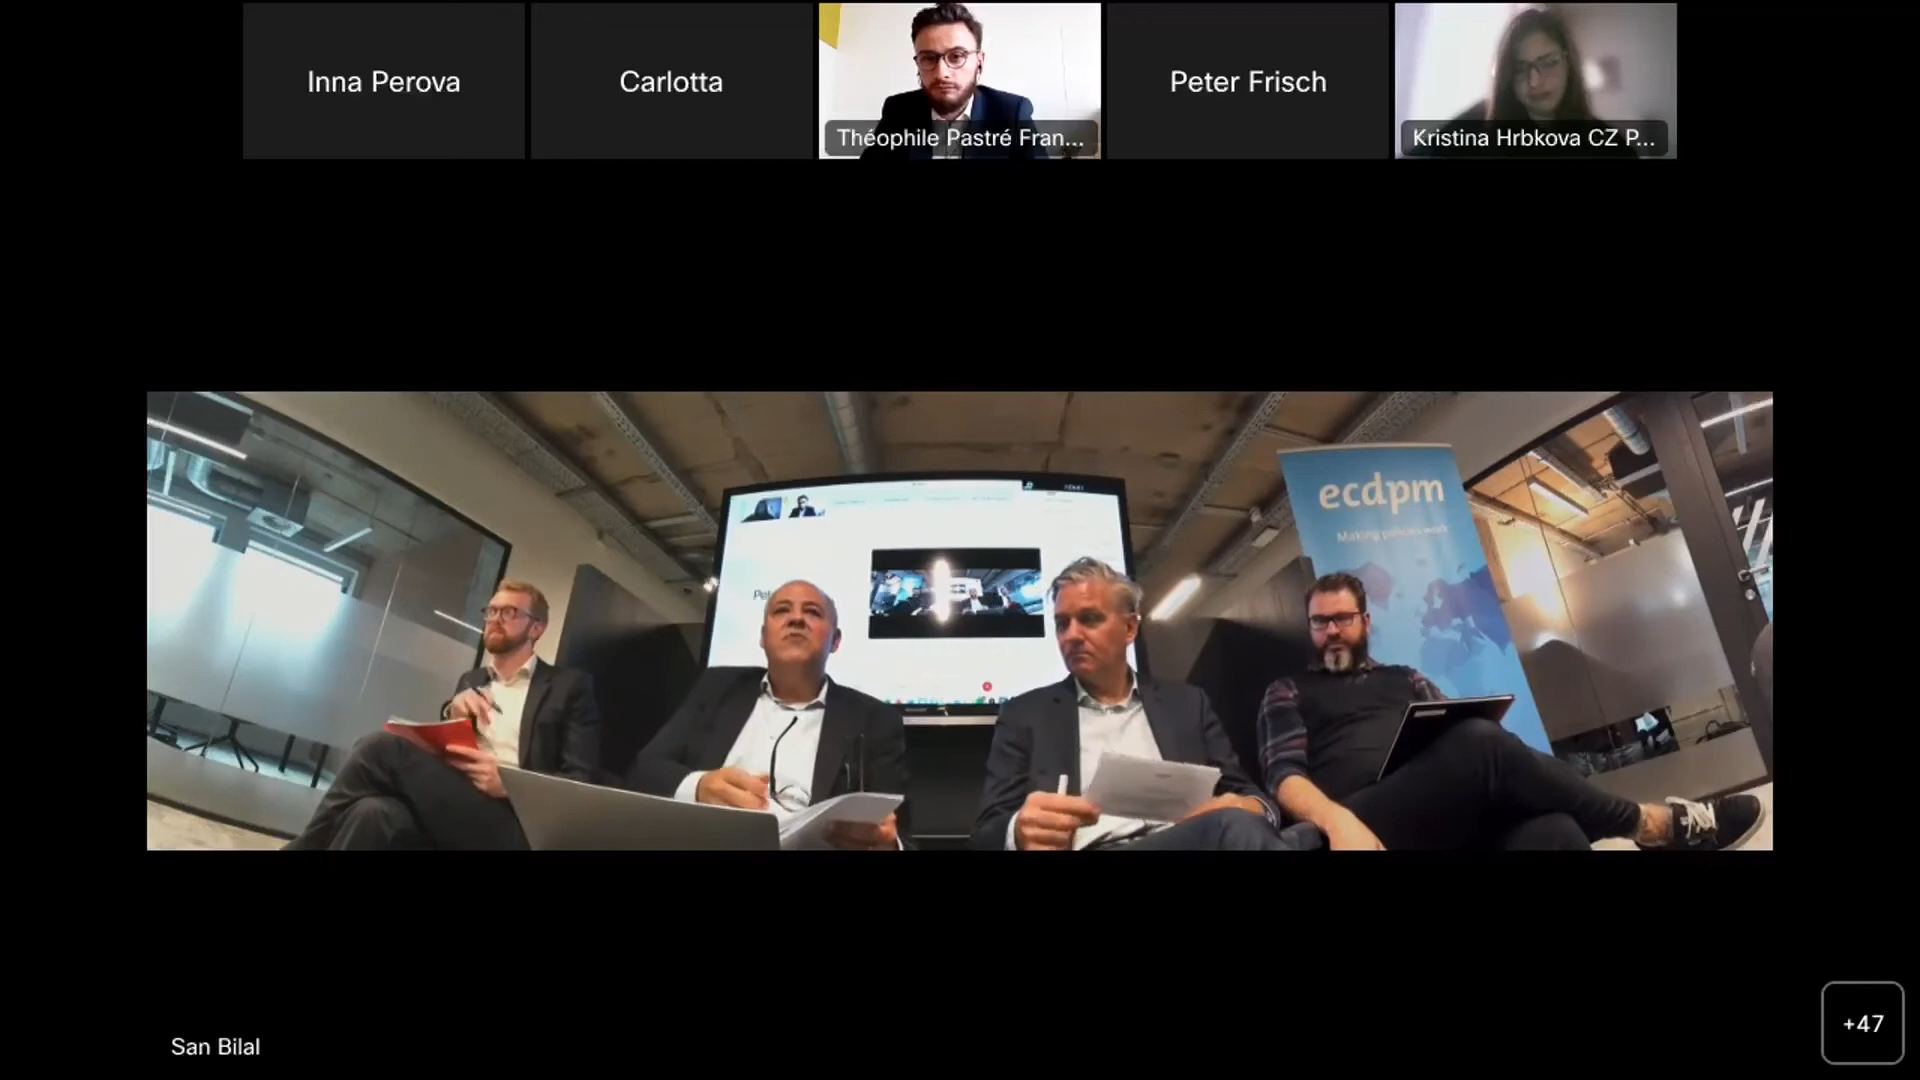 Inna Perova
Carlotta
Théophile Pastré Fran...
Peter Frisch
Kristina Hrbkova CZ P...
ecdpm
Making policies work
San Bilal
+47